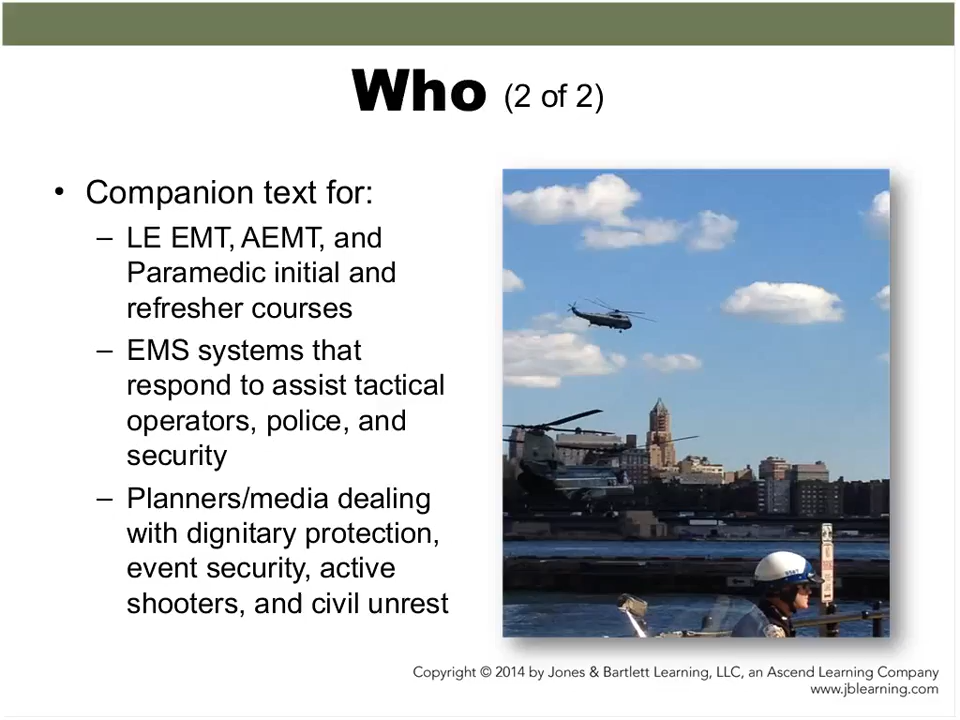 Who (2 of 2)
• Companion text for:
– LE EMT, AEMT, and
Paramedic initial and
refresher courses
– EMS systems that
respond to assist tactical
operators, police, and
security
– Planners/media dealing
with dignitary protection,
event security, active
shooters, and civil unrest
Copyright © 2014 by Jones & Bartlett Learning, LLC, an Ascend Learning Company
www.jblearning.com